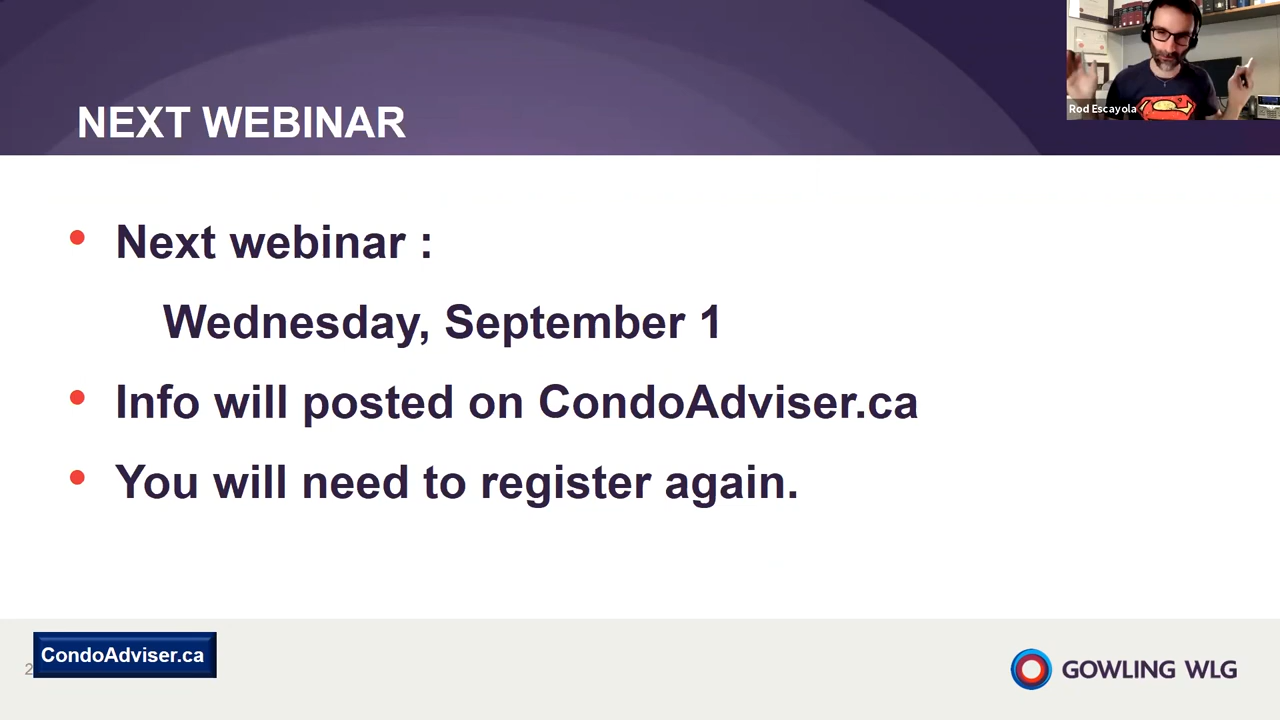 NEXT WEBINAR
Rod Escayola
Next webinar :
Wednesday, September 1
Info will posted on CondoAdviser.ca
You will need to register again.
2
CondoAdviser.ca
GOWLING WLG